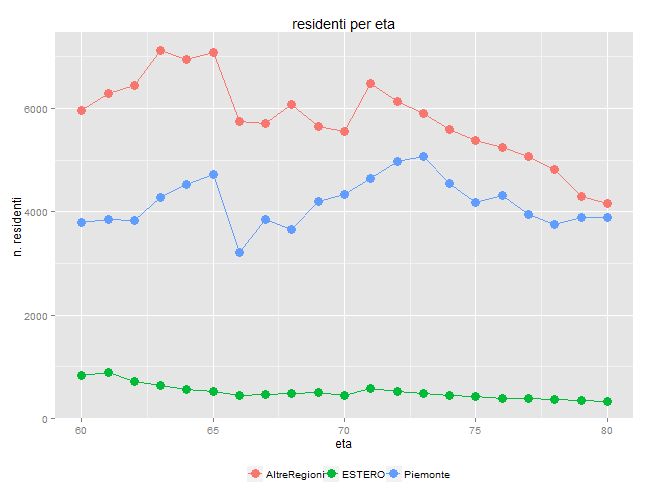 residenti per eta
n. residenti
6000
4000
2000
0
60
65
70
75
80
eta
AltreRegioni
ESTERO
Piemonte